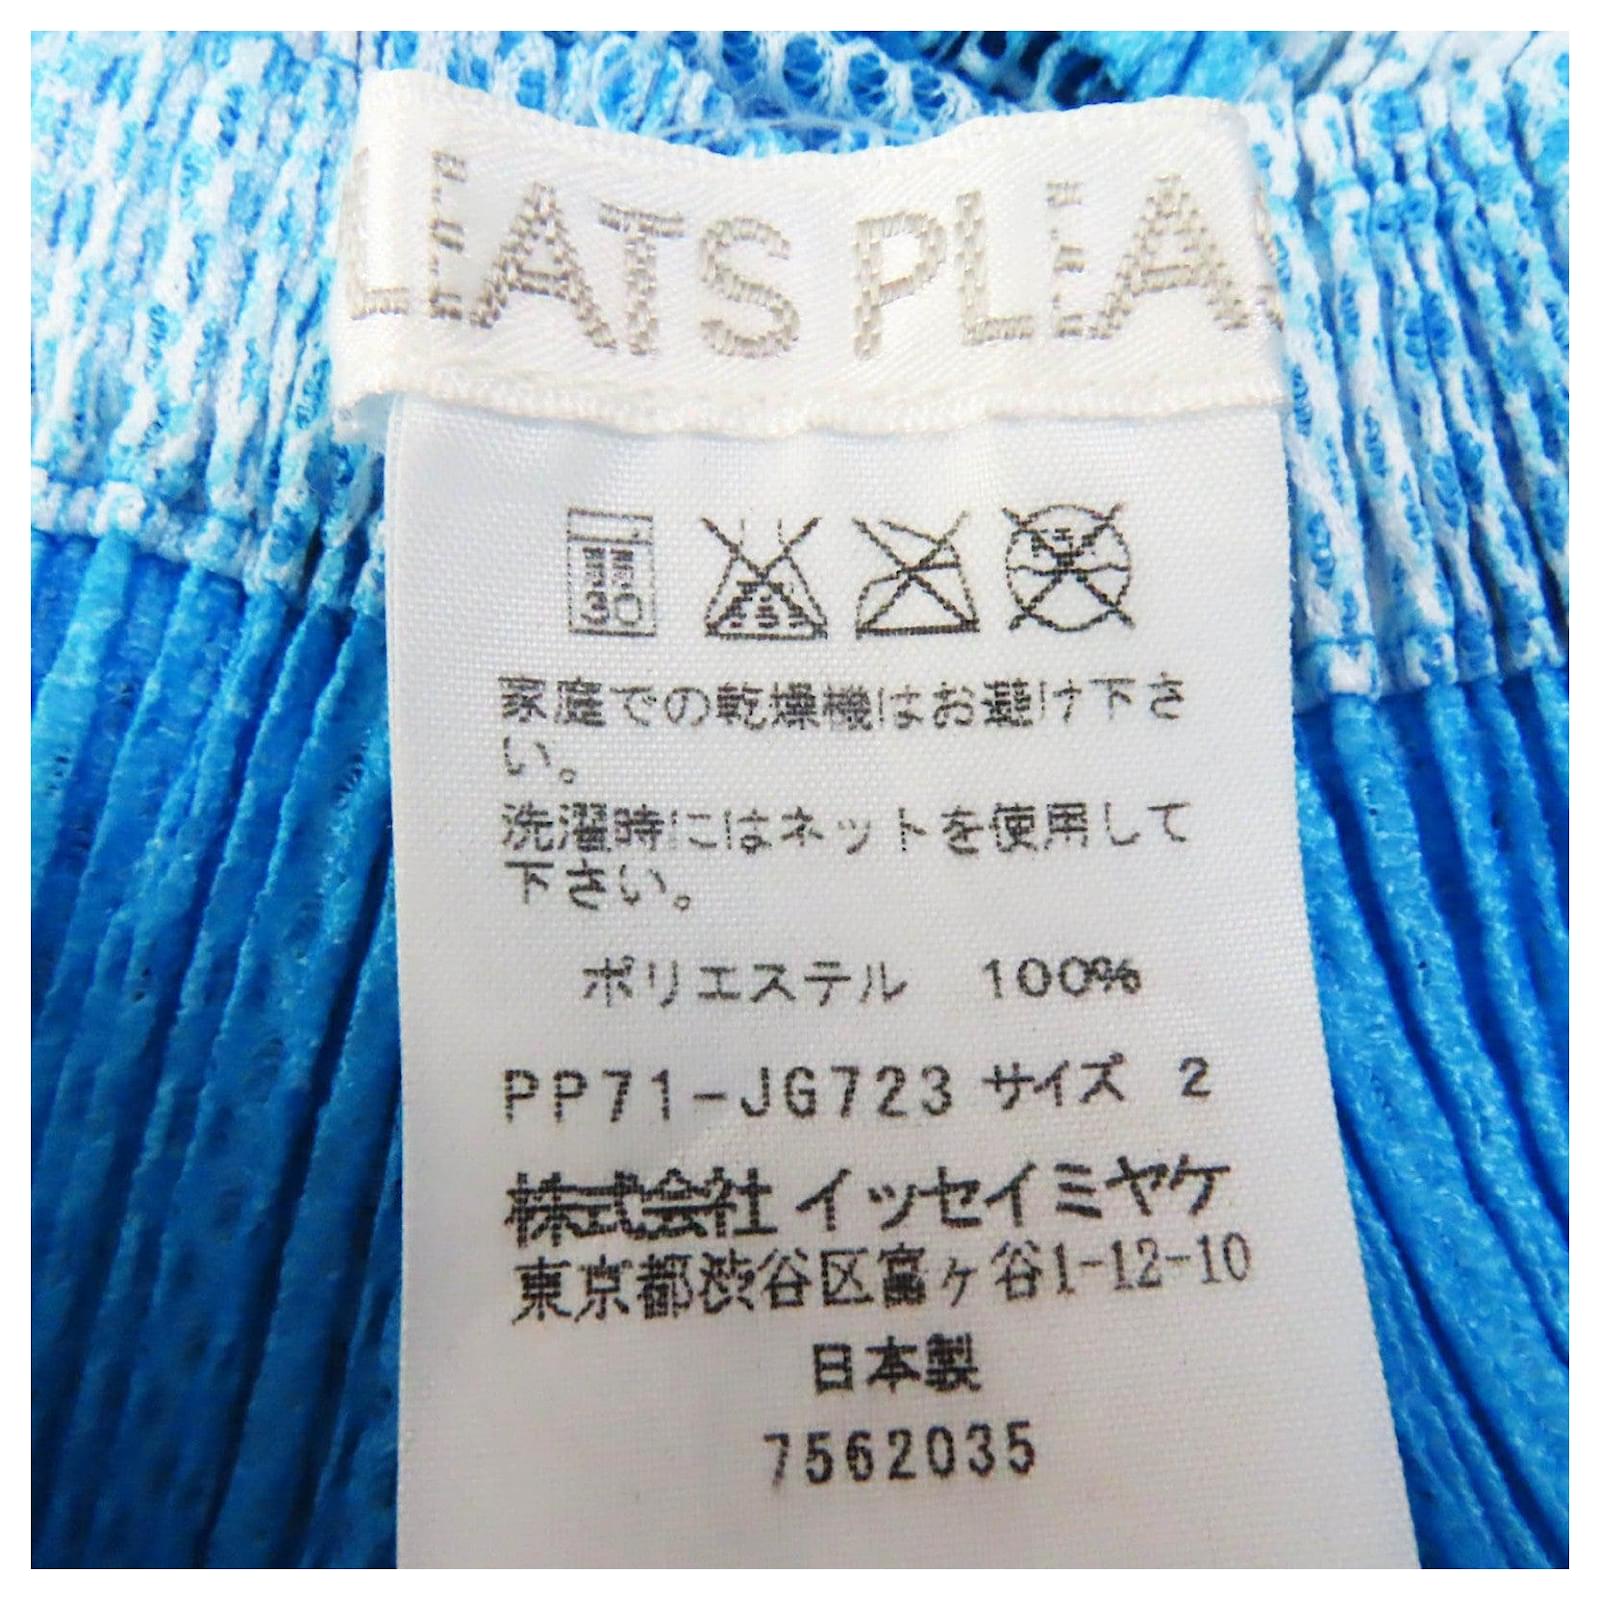 LEATS PLEA
30
家庭での乾燥機はお避け下さ
い。
洗濯時にはネットを使用して
下さい。
ポリエステル 100%
PP71-JG723 サイズ 2
株式会社 イッセイミヤケ
東京都渋谷区富ヶ谷1-12-10
日本製
7562035